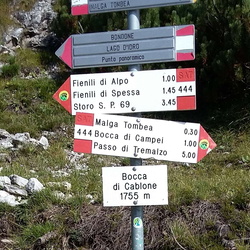 MALGA TOMBEA
BONDONE
LAGO D'IDRO
Punto panoramico
Fienili di Alpo 1.00
Fienili di Spessa 1.45 444
Storo S. P. 69 3.45
Malga Tombea 0.30
444 Bocca di Campei 1.00
Passo di Tremalzo 5.00
Bocca
di Cablone
1755 m